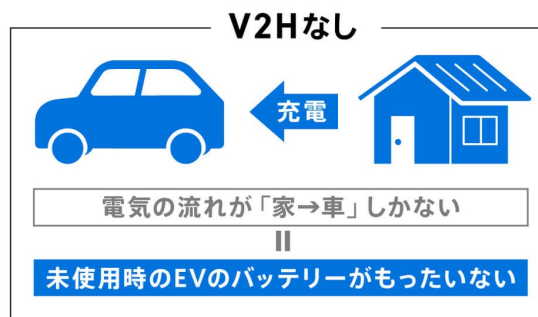 V2Hなし
充電
電気の流れが「家→車」しかない
=
未使用時のEVのバッテリーがもったいない